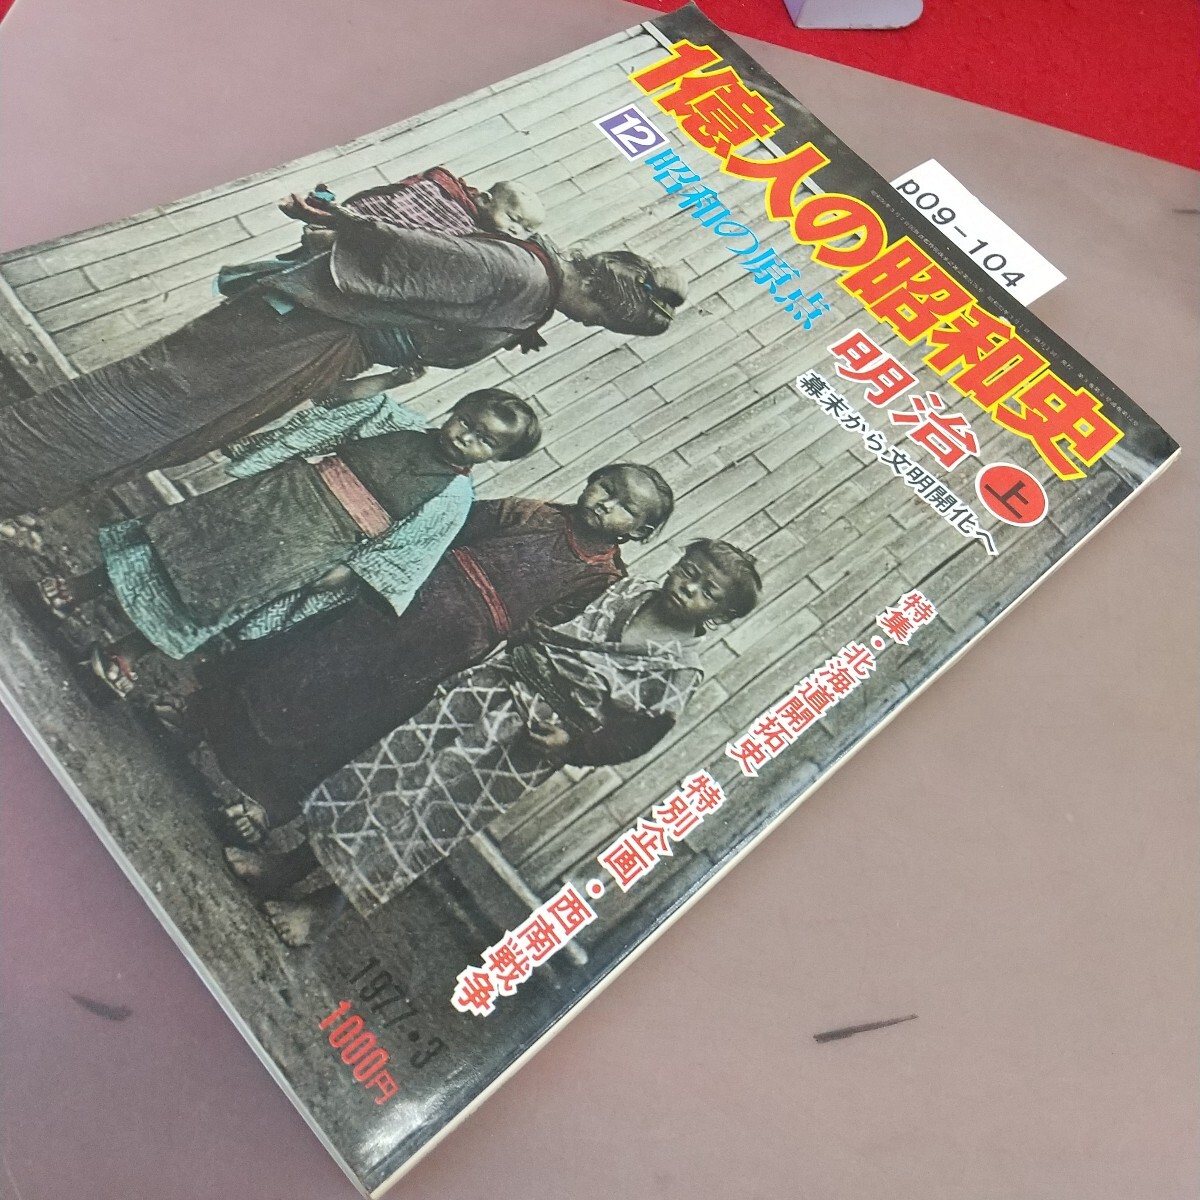 1億人の昭和史
12 昭和の原点
明治 上
幕末から文明開化へ
特集・北海道開拓史
特別企画・西南戦争
1977・3
1000円
p09-104